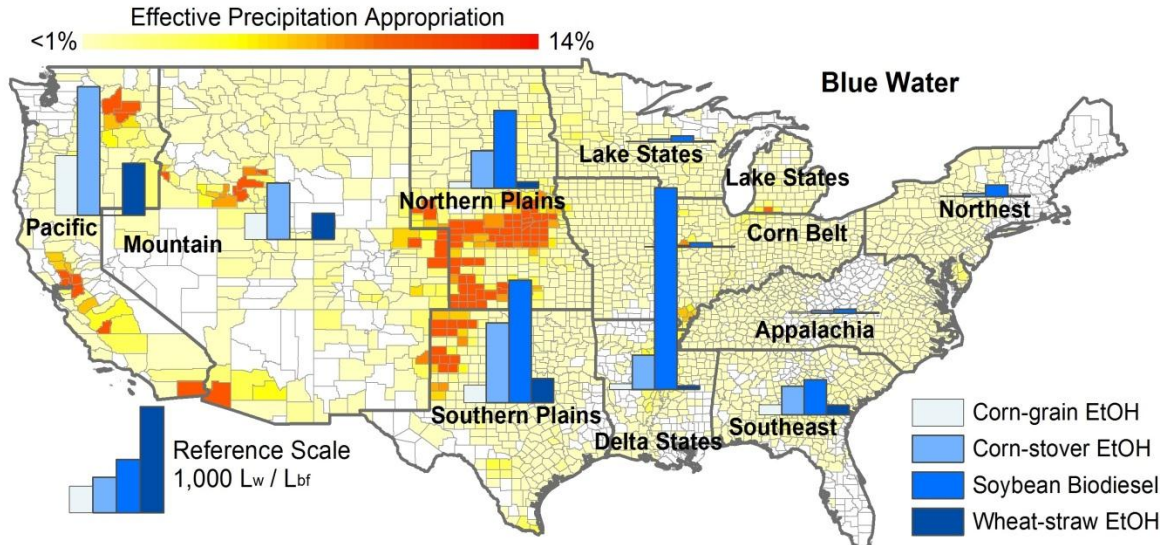 Effective Precipitation Appropriation
<1%
14%
Blue Water
Lake States
Lake States
Northern Plains
Northest
Pacific
Mountain
Corn Belt
Appalachia
Southern Plains
Southeast
Delta States
Reference Scale
1,000 Lw / Lbf
Corn-grain EtOH
Corn-stover EtOH
Soybean Biodiesel
Wheat-straw EtOH